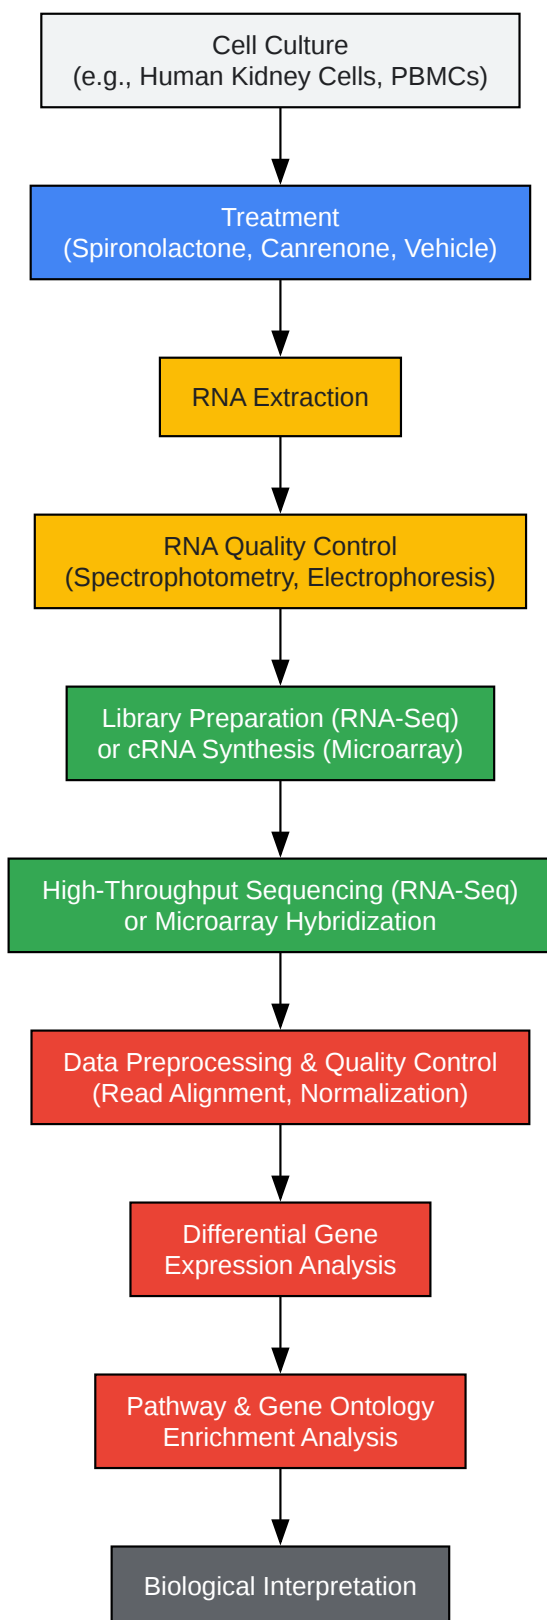 Cell Culture
(e.g., Human Kidney Cells, PBMCs)
Treatment
(Spironolactone, Canrenone, Vehicle)
RNA Extraction
RNA Quality Control
(Spectrophotometry, Electrophoresis)
Library Preparation (RNA-Seq)
or cRNA Synthesis (Microarray)
High-Throughput Sequencing (RNA-Seq)
or Microarray Hybridization
Data Preprocessing & Quality Control
(Read Alignment, Normalization)
Differential Gene
Expression Analysis
Pathway & Gene Ontology
Enrichment Analysis
Biological Interpretation